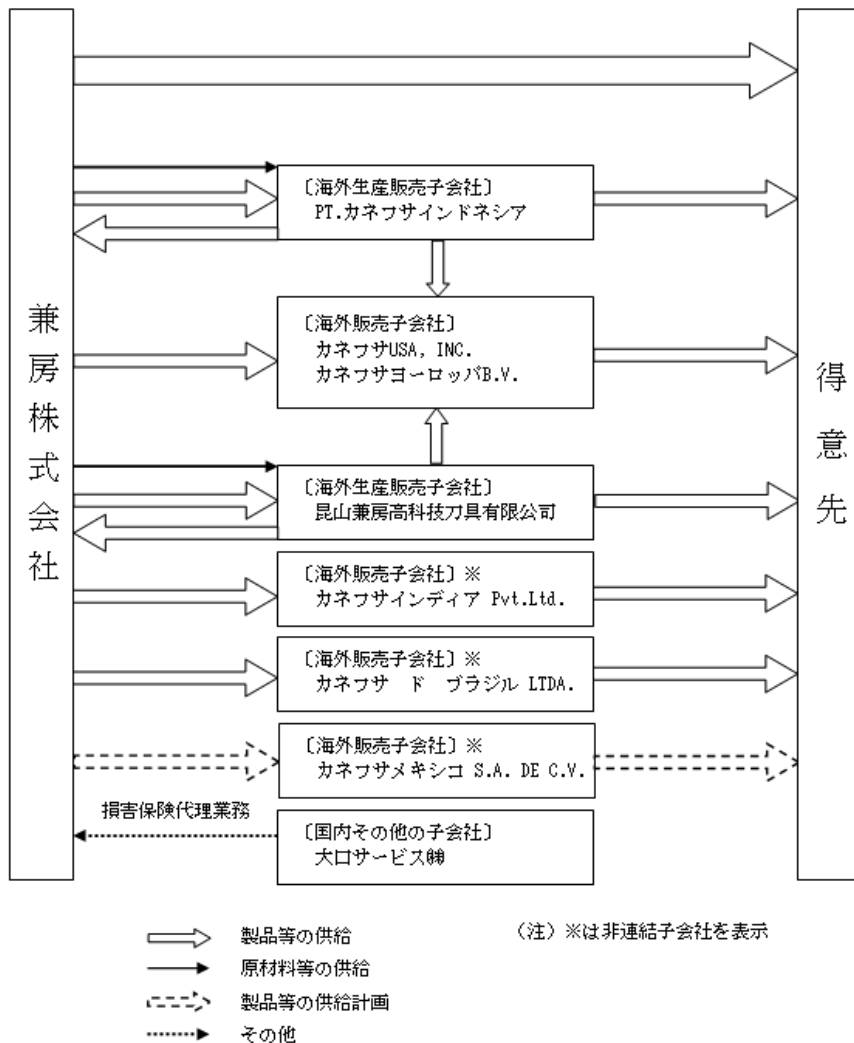 兼房株式会社
〔海外生産販売子会社〕
PT.カネフサインドネシア
〔海外販売子会社〕
カネフサUSA, INC.
カネフサヨーロッパB.V.
〔海外生産販売子会社〕
昆山兼房高科技刀具有限公司
〔海外販売子会社〕※
カネフサインディア Pvt.Ltd.
〔海外販売子会社〕※
カネフサ ド ブラジル LTDA.
〔海外販売子会社〕※
カネフサメキシコ S.A. DE C.V.
損害保険代理業務
〔国内その他の子会社〕
大口サービス㈱
得意先
製品等の供給
原材料等の供給
製品等の供給計画
その他
（注）※は非連結子会社を表示